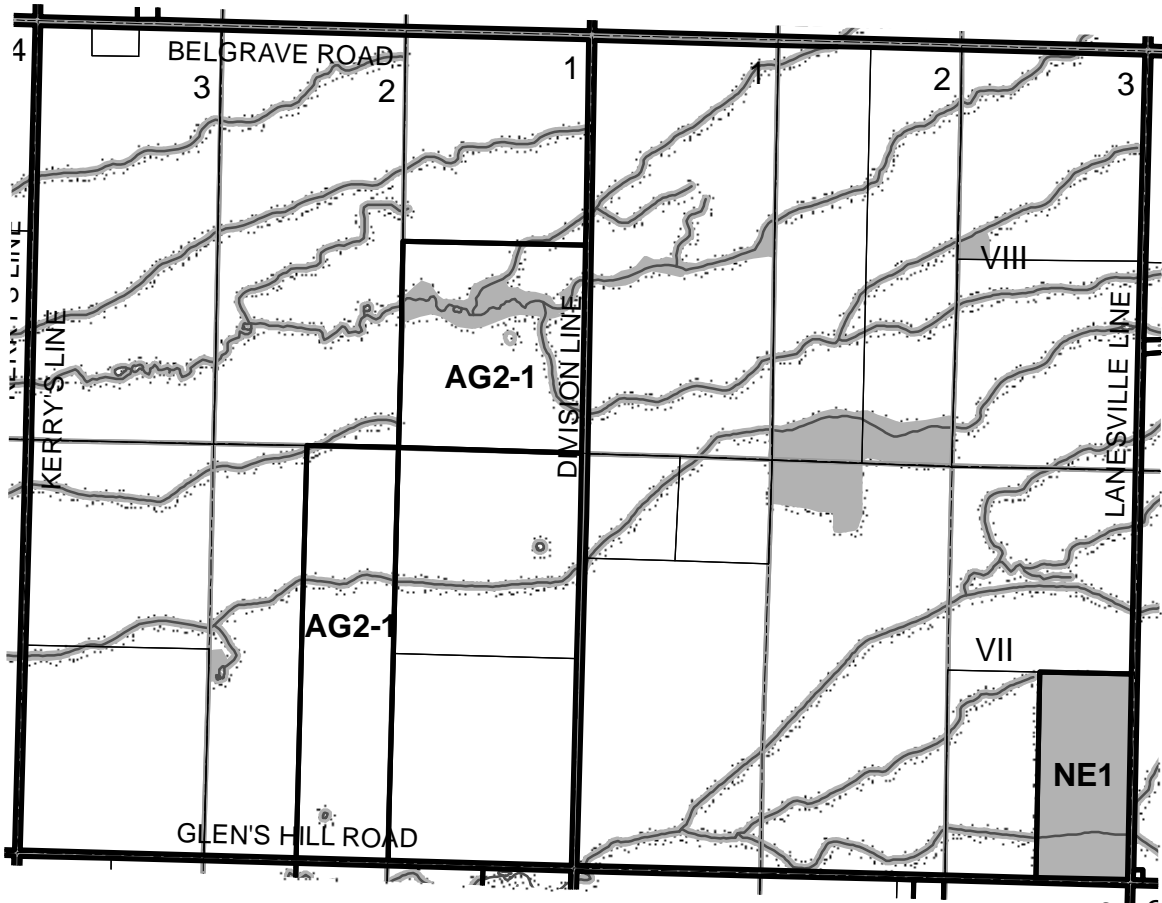 4
BELGRAVE ROAD
3
2
1
1
2
3
VIII
KERRY'S LINE
AG2-1
DIVISION LINE
LANESVILLE LINE
AG2-1
VII
NE1
GLEN'S HILL ROAD